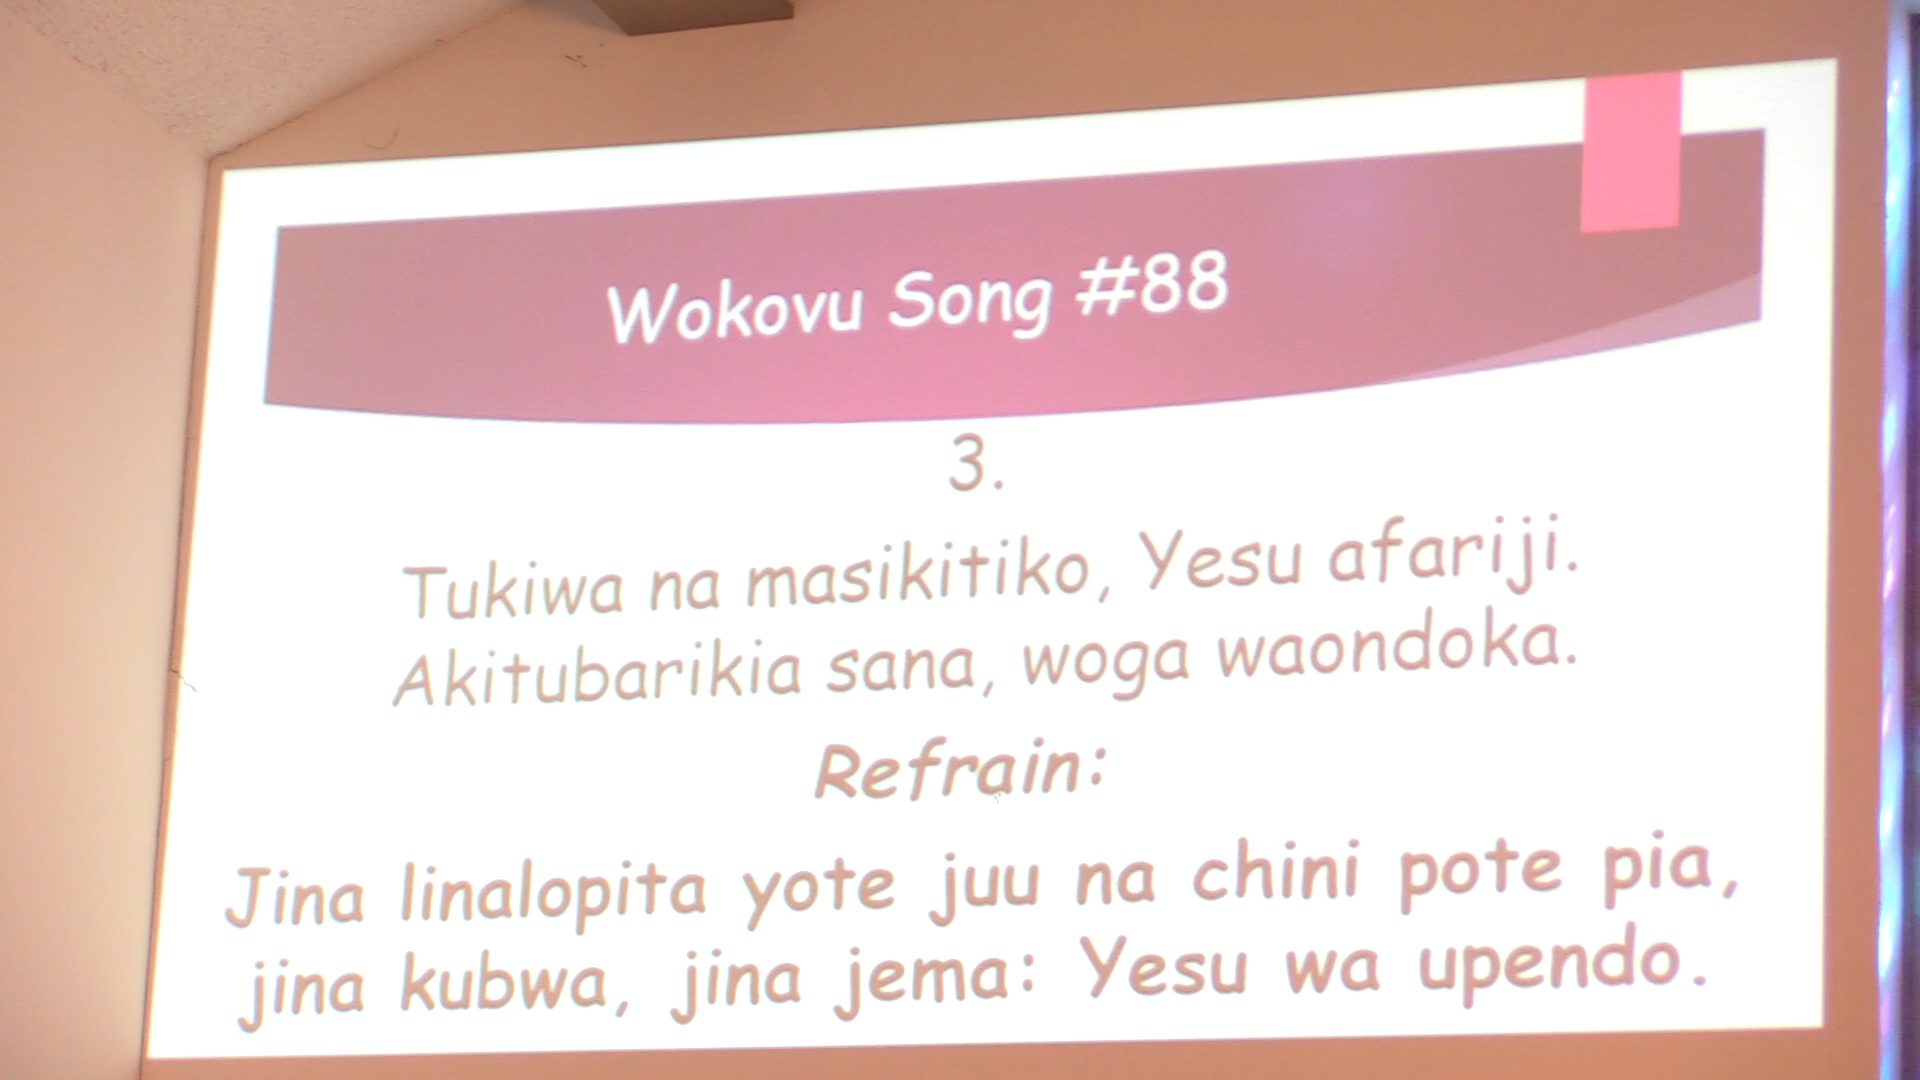 Wokovu Song #88
3.
Tukiwa na masikitiko, Yesu afariji.
Akitubarikia sana, woga waondoka.
Refrain:
Jina linalopita yote juu na chini pote pia,
jina kubwa, jina jema: Yesu wa upendo.